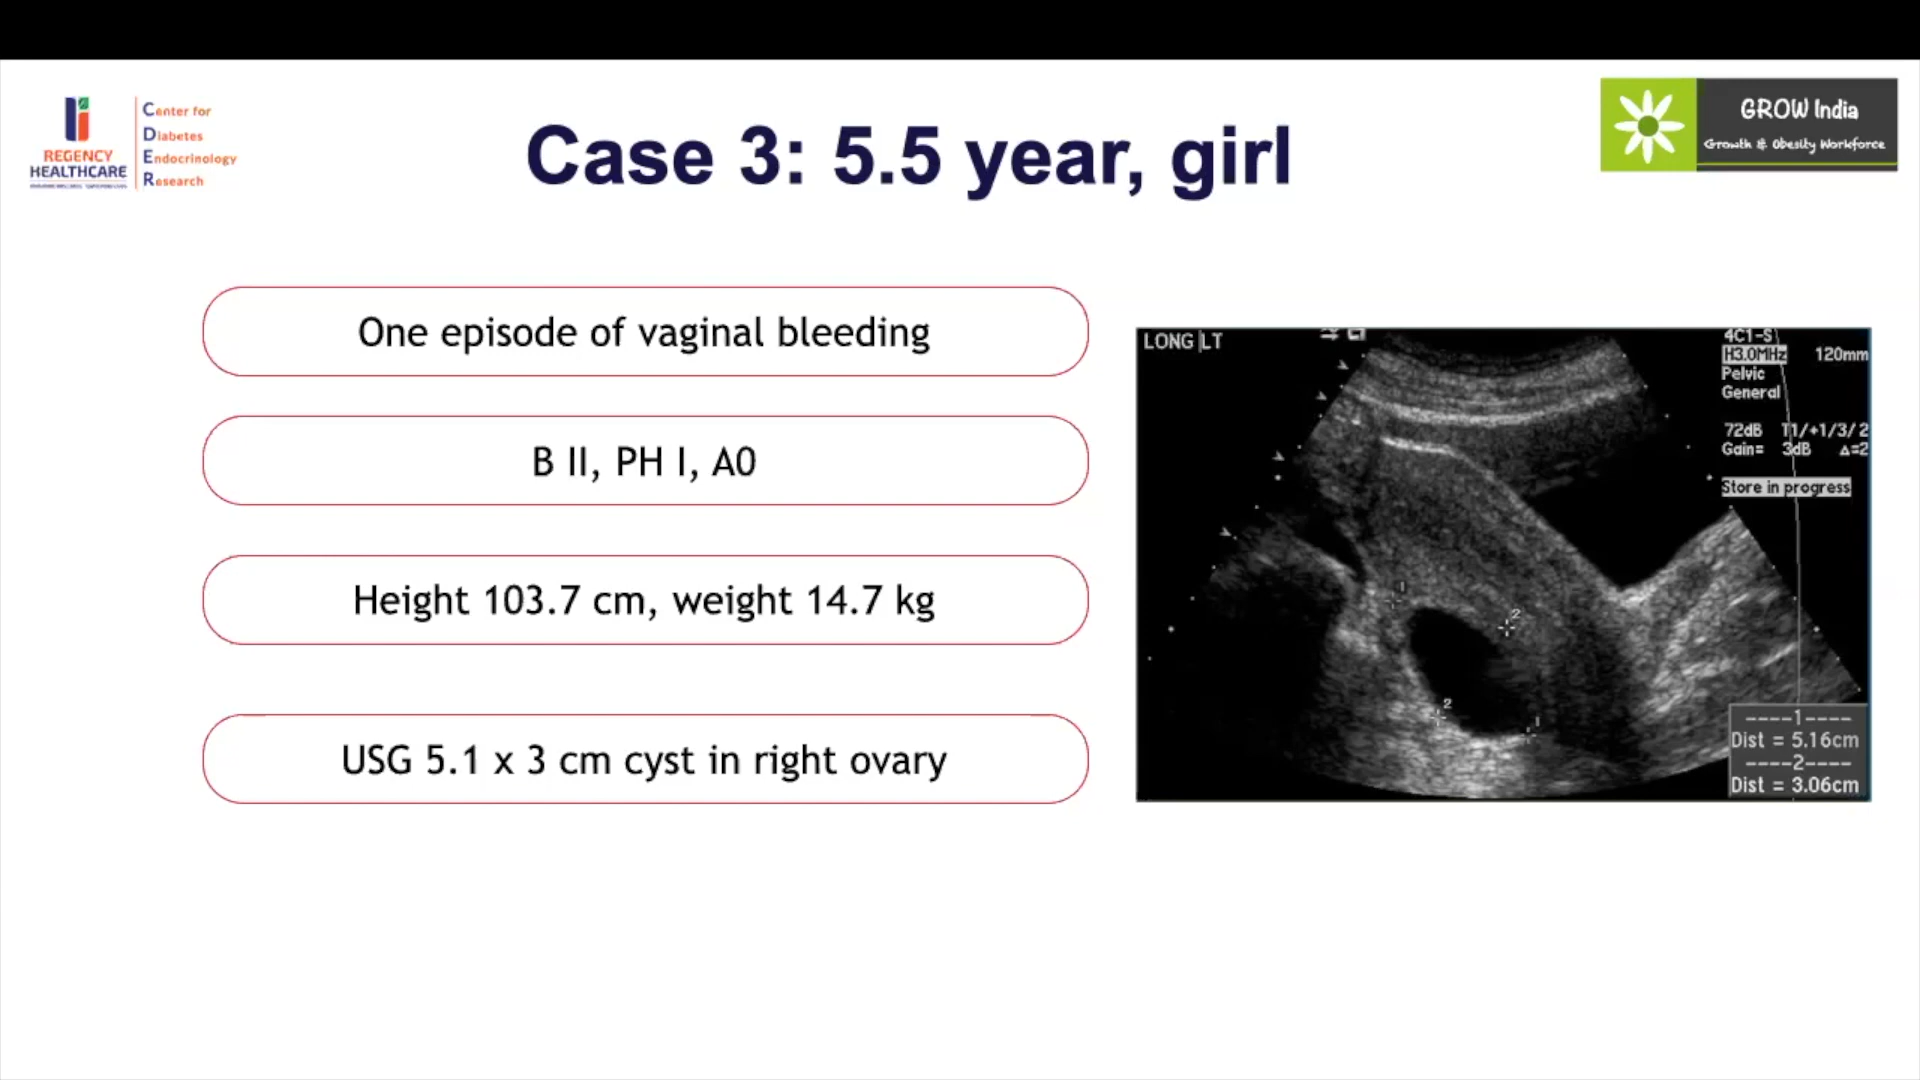 REGENCY
HEALTHCARE
Center for
Diabetes
Endocrinology
Research
Case 3: 5.5 year, girl
GROW India
Growth & Obesity Workforce
One episode of vaginal bleeding
B II, PH I, A0
Height 103.7 cm, weight 14.7 kg
USG 5.1 x 3 cm cyst in right ovary
LONG LT
4C1-S
H3.0MHz 120mm
Pelvic
General
72dB T1/+1/3/2
Gain= 3dB Δ=2
Store in progress
1
2
2
1
----1----
Dist = 5.16cm
----2----
Dist = 3.06cm